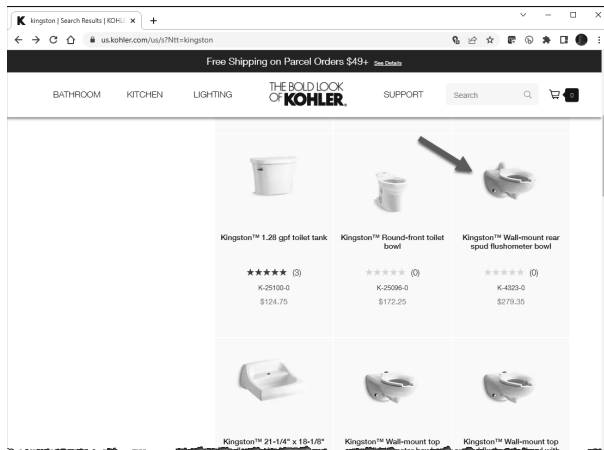 kingston | Search Results | KOHL
us.kohler.com/us/s?Ntt=kingston
Free Shipping on Parcel Orders $49+ See Details
BATHROOM KITCHEN LIGHTING THE BOLD LOOK OF KOHLER. SUPPORT Search 0
Kingston™ 1.28 gpf toilet tank
★★★★★ (3)
K-25100-0
$124.75
Kingston™ Round-front toilet
bowl
★★★★★ (0)
K-25096-0
$172.25
Kingston™ Wall-mount rear
spud flushometer bowl
★★★★★ (0)
K-4323-0
$279.35
Kingston™ 21-1/4" x 18-1/8"
Kingston™ Wall-mount top
Kingston™ Wall-mount top